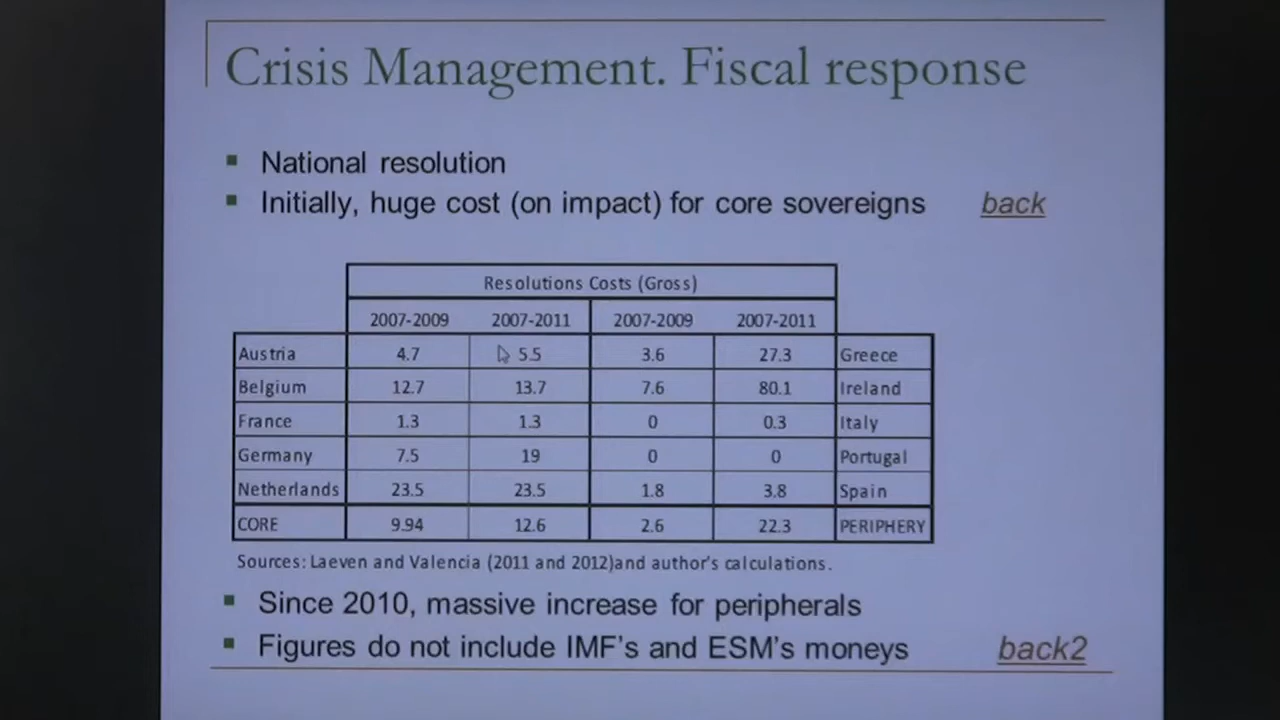 Crisis Management. Fiscal response
National resolution
Initially, huge cost (on impact) for core sovereigns back
Resolutions Costs (Gross)
2007-2009 2007-2011 2007-2009 2007-2011
Austria 4.7 5.5 3.6 27.3 Greece
Belgium 12.7 13.7 7.6 80.1 Ireland
France 1.3 1.3 0 0.3 Italy
Germany 7.5 19 0 0 Portugal
Netherlands 23.5 23.5 1.8 3.8 Spain
CORE 9.94 12.6 2.6 22.3 PERIPHERY
Sources: Laeven and Valencia (2011 and 2012)and author's calculations.
Since 2010, massive increase for peripherals
Figures do not include IMF's and ESM's moneys back2